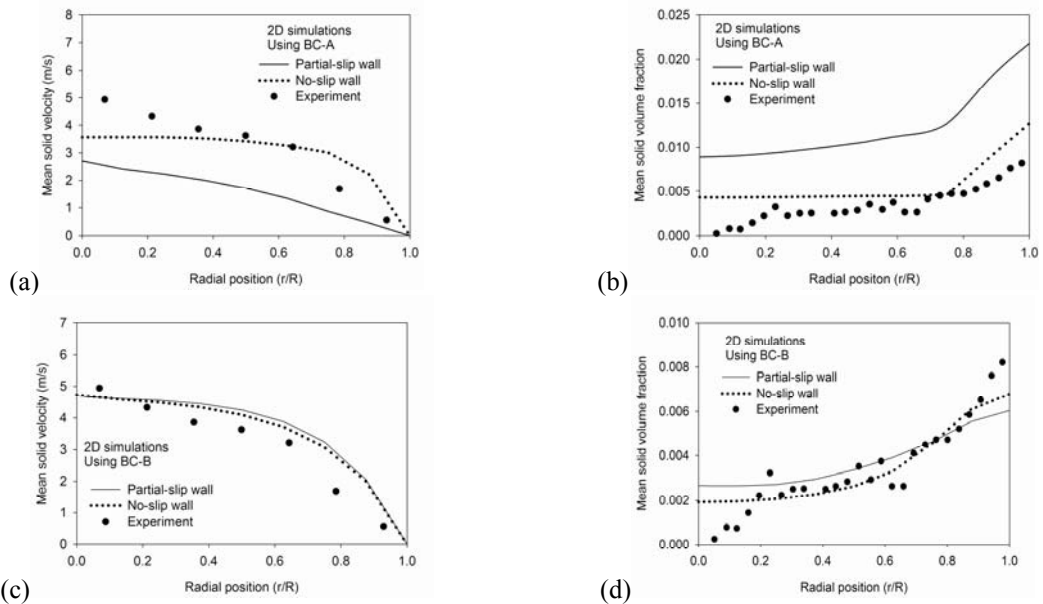 8
7
6
5
4
3
2
1
0
Mean solid velocity (m/s)
2D simulations
Using BC-A
Partial-slip wall
No-slip wall
Experiment
0.0 0.2 0.4 0.6 0.8 1.0
Radial position (r/R)
(a)
0.025
0.020
0.015
0.010
0.005
0.000
Mean solid volume fraction
2D simulations
Using BC-A
Partial-slip wall
No-slip wall
Experiment
0.0 0.2 0.4 0.6 0.8 1.0
Radial positon (r/R)
(b)
7
6
5
4
3
2
1
0
Mean solid velocity (m/s)
2D simulations
Using BC-B
Partial-slip wall
No-slip wall
Experiment
0.0 0.2 0.4 0.6 0.8 1.0
Radial position (r/R)
(c)
0.010
0.008
0.006
0.004
0.002
0.000
Mean solid volume fraction
2D simulations
Using BC-B
Partial-slip wall
No-slip wall
Experiment
0.0 0.2 0.4 0.6 0.8 1.0
Radial position (r/R)
(d)